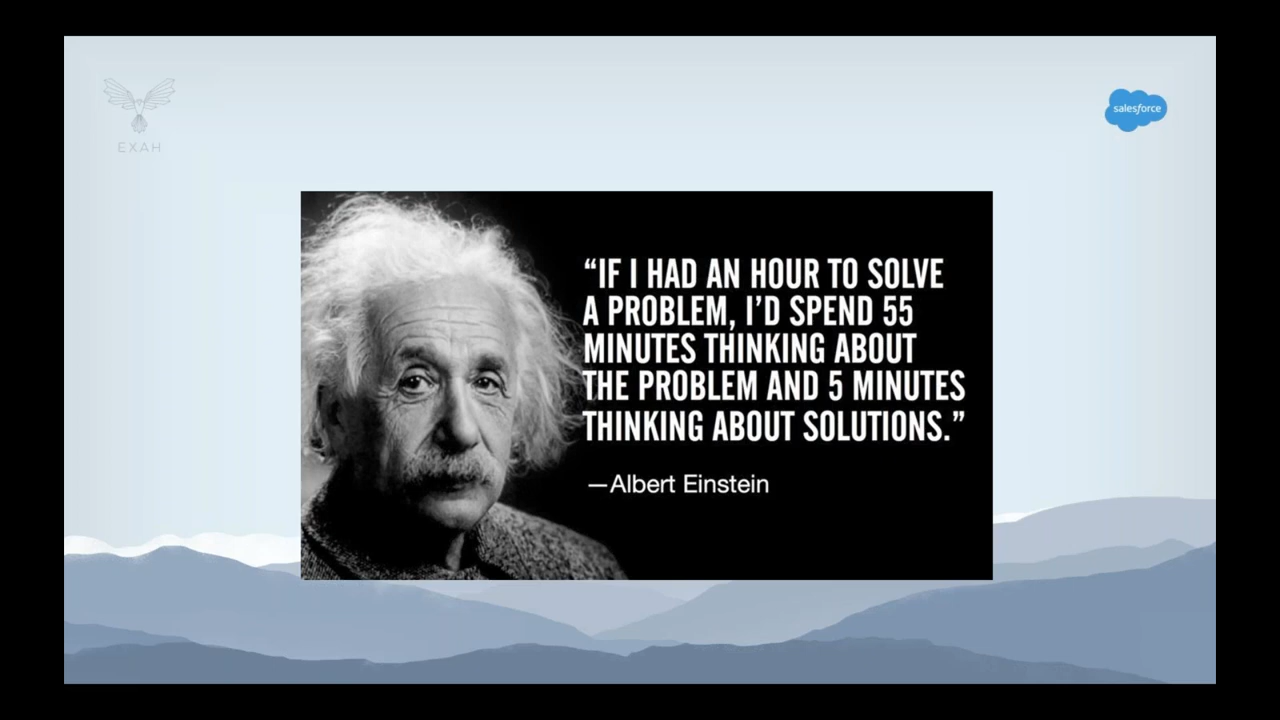 EXAH
salesforce
“IF I HAD AN HOUR TO SOLVE
A PROBLEM, I’D SPEND 55
MINUTES THINKING ABOUT
THE PROBLEM AND 5 MINUTES
THINKING ABOUT SOLUTIONS.”
—Albert Einstein